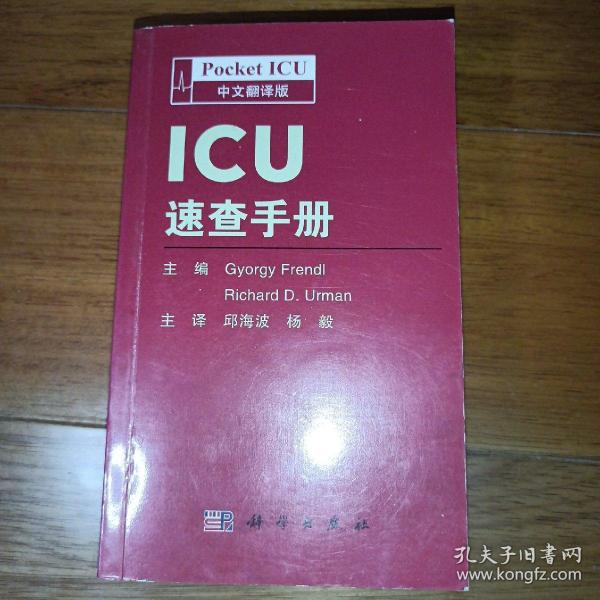 Pocket ICU
中文翻译版
ICU
速查手册
主 编 Gyorgy Frendl
Richard D. Urman
主 译 邱海波 杨 毅
科学出版社
孔夫子旧书网
www.kongfz.com